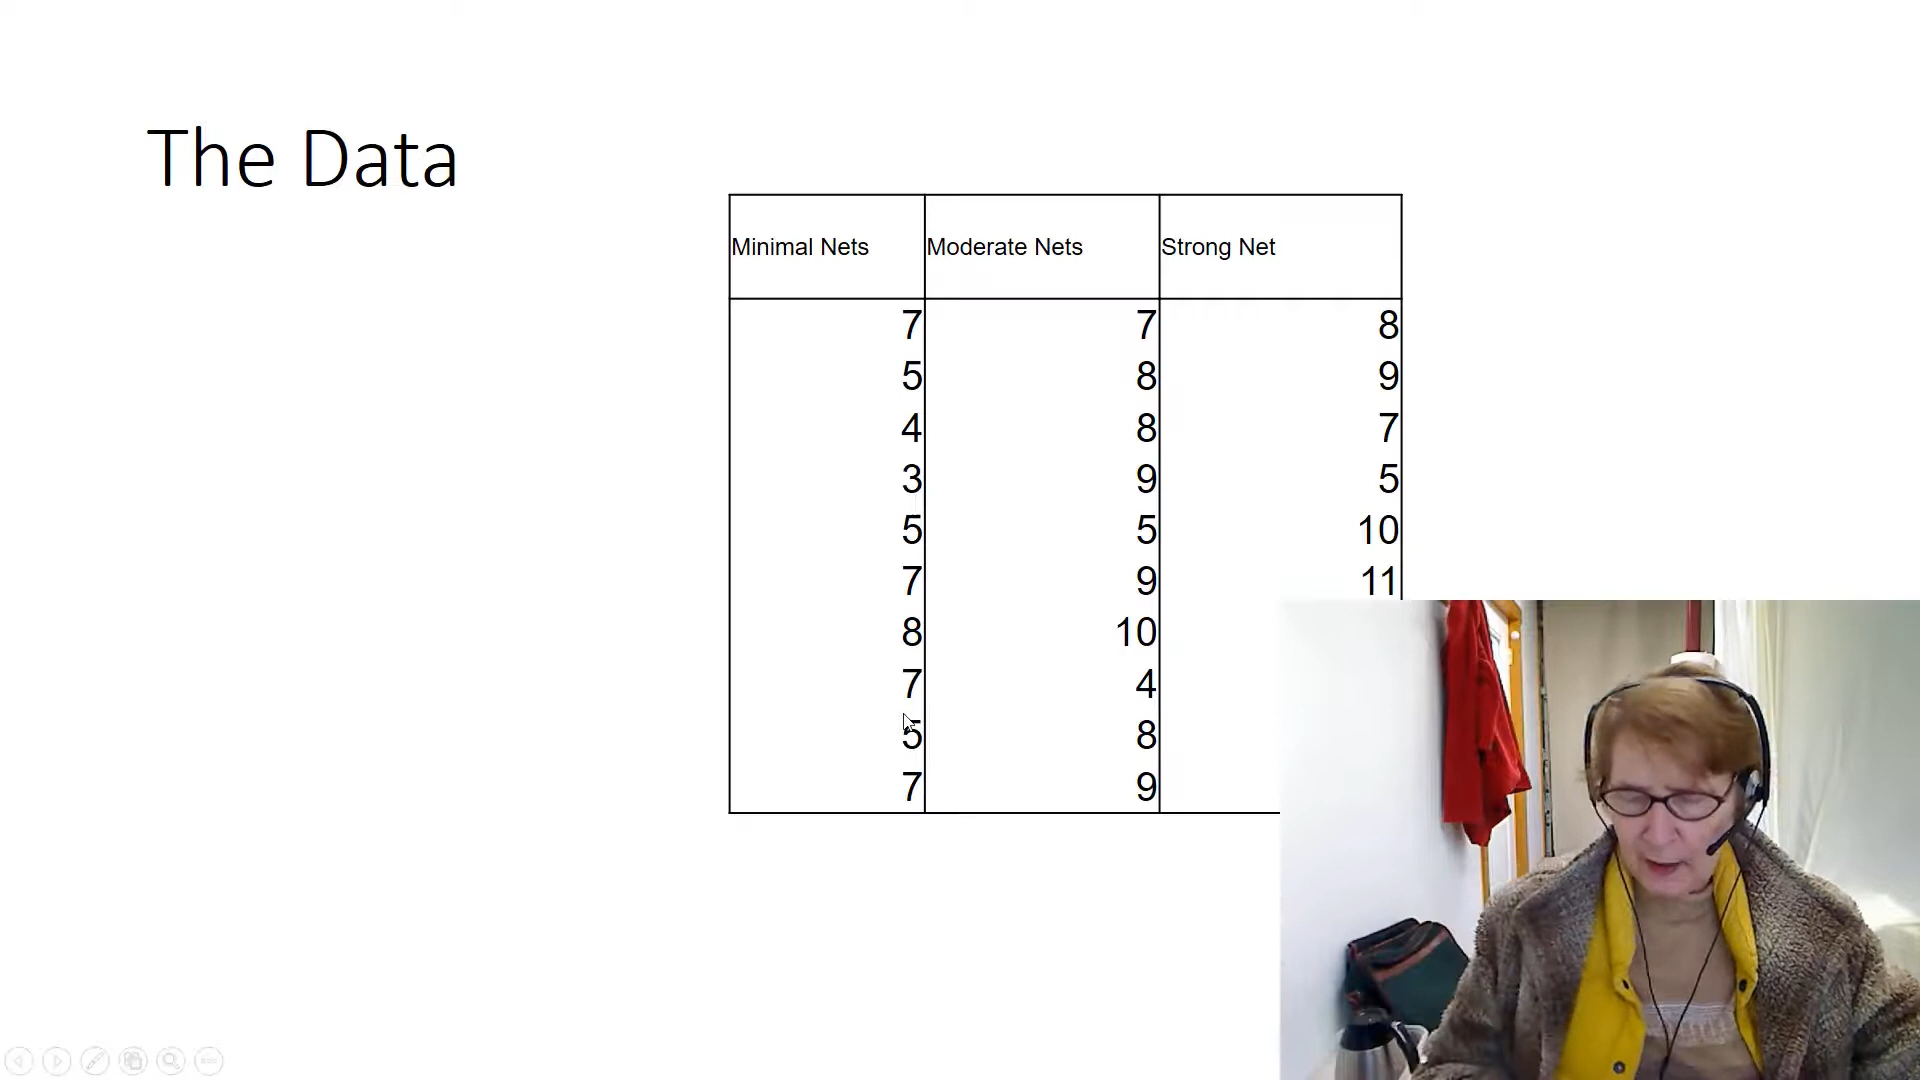 The Data
Minimal Nets Moderate Nets Strong Net
7 7 8
5 8 9
4 8 7
3 9 5
5 5 10
7 9 11
8 10
7 4
5 8
7 9